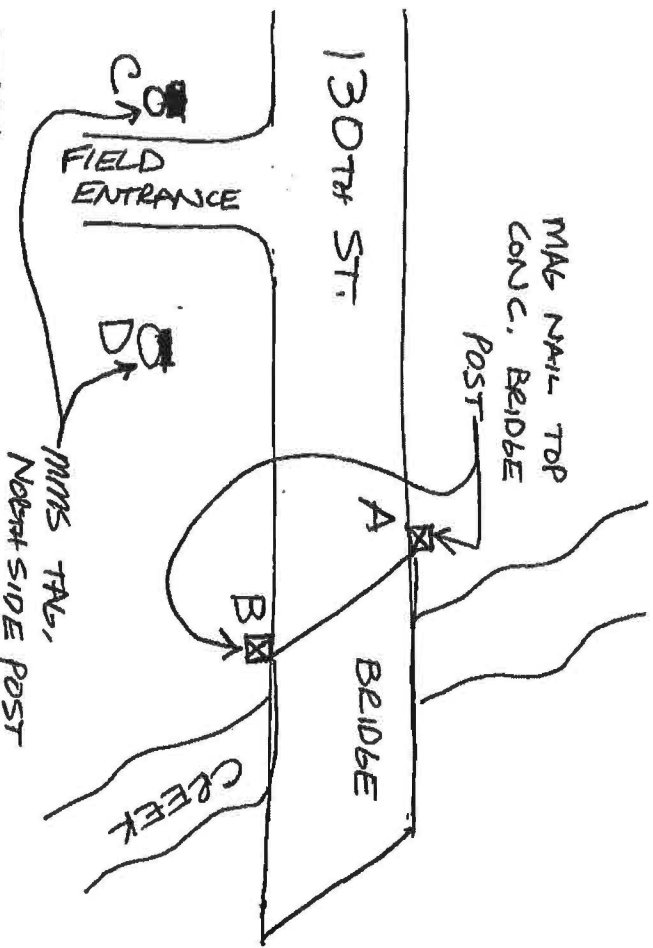 MAG NAIL TOP
CONC. BRIDGE
POST
130TH ST.
A
BRIDGE
B
FIELD
ENTRANCE
C
D
CREEK
MMS TAG,
NORTH SIDE POST